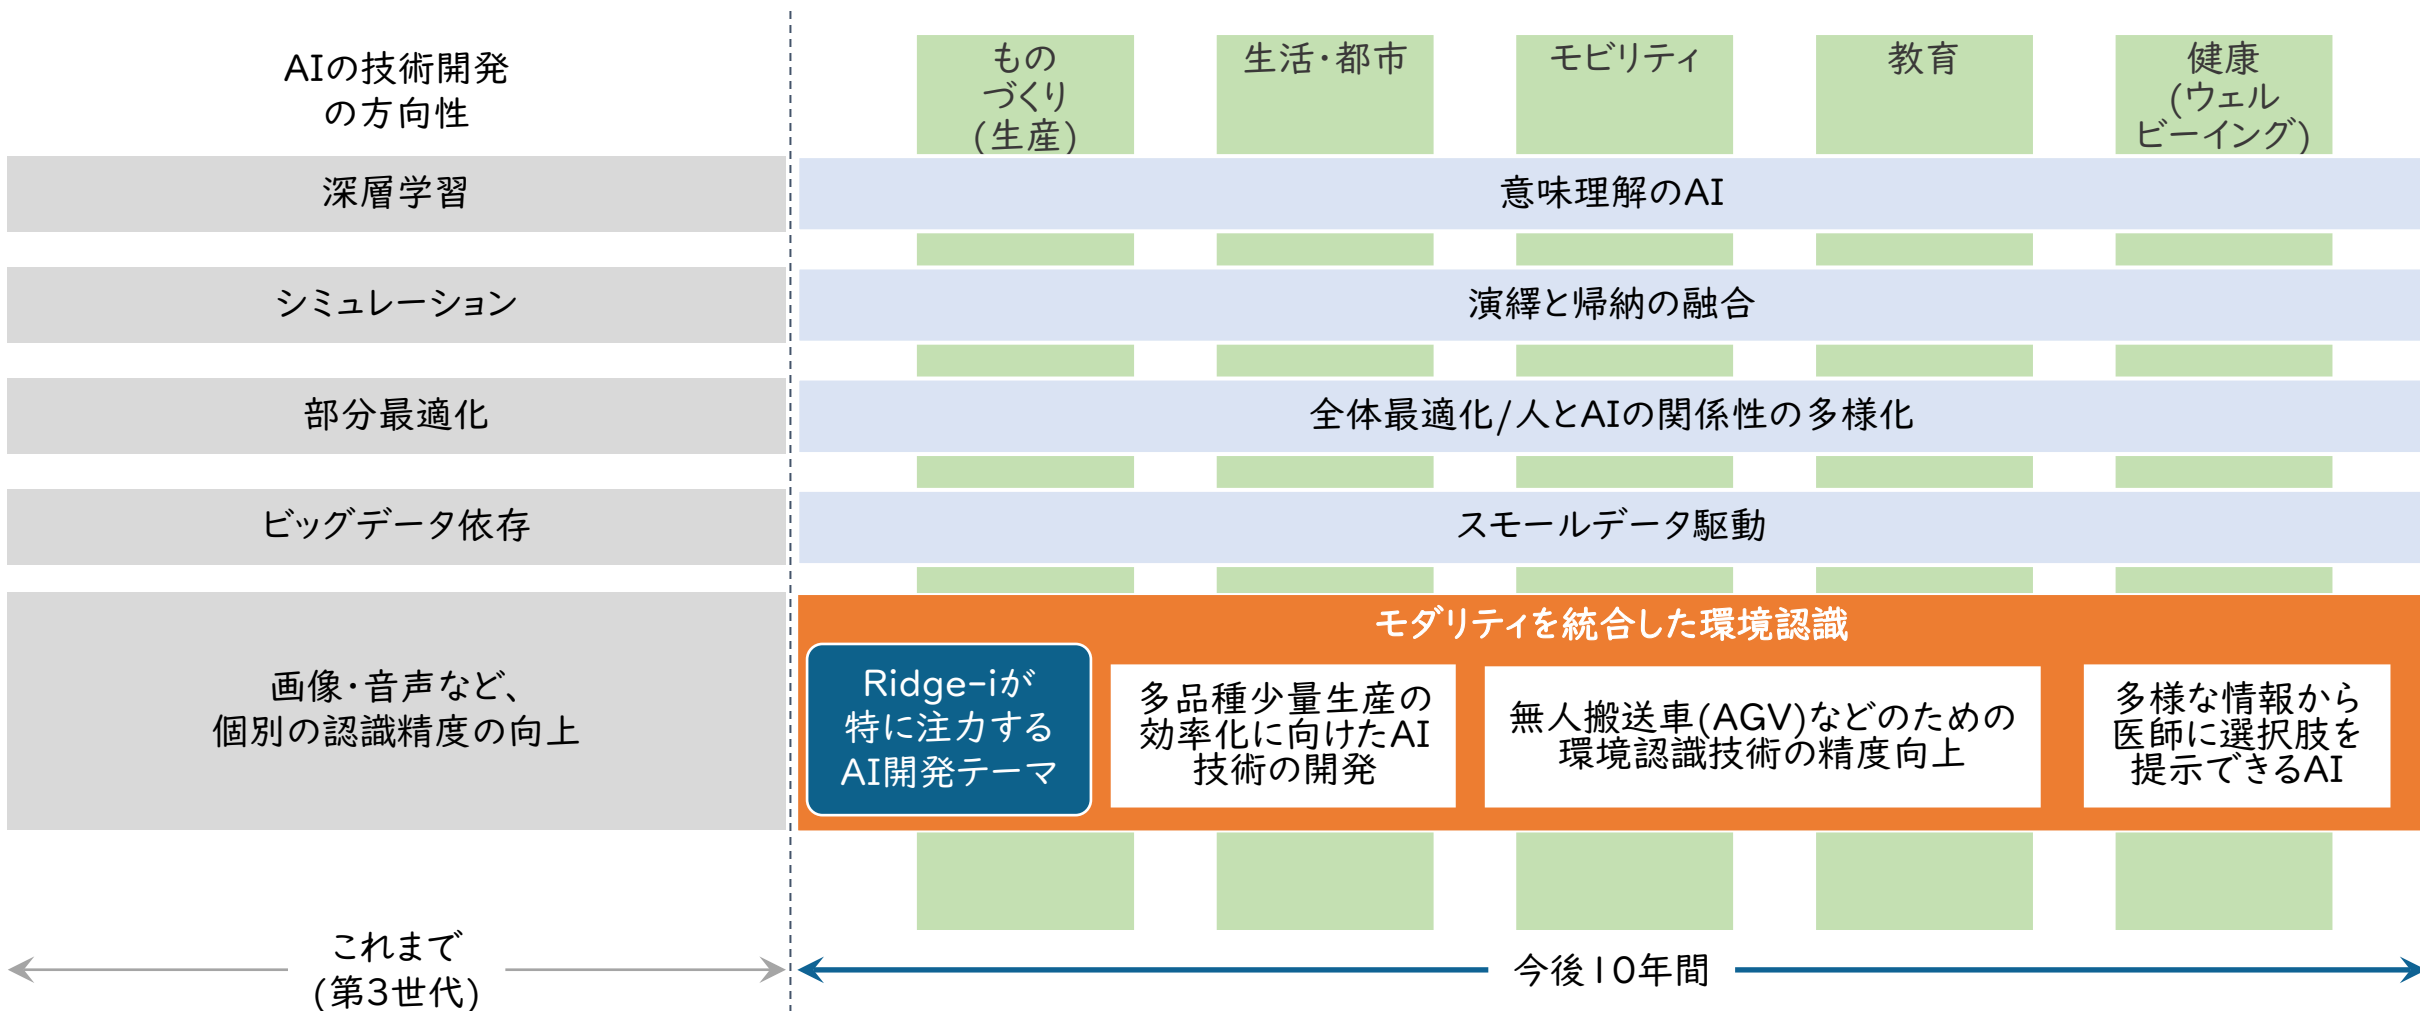 AIの技術開発
の方向性
もの
づくり
(生産)
生活・都市
モビリティ
教育
健康
(ウェル
ビーイング)
深層学習
意味理解のAI
シミュレーション
演繹と帰納の融合
部分最適化
全体最適化/人とAIの関係性の多様化
ビッグデータ依存
スモールデータ駆動
画像・音声など、
個別の認識精度の向上
モダリティを統合した環境認識
Ridge-iが
特に注力する
AI開発テーマ
多品種少量生産の
効率化に向けたAI
技術の開発
無人搬送車(AGV)などのための
環境認識技術の精度向上
多様な情報から
医師に選択肢を
提示できるAI
これまで
(第3世代)
今後10年間